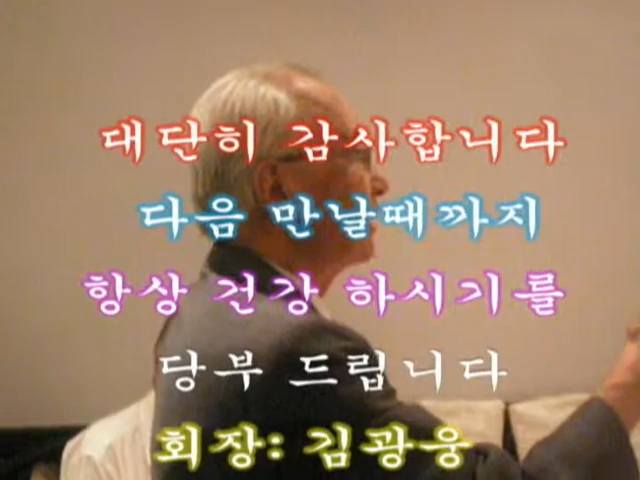 대단히 감사합니다
다음 만날때까지
항상 건강 하시기를
당부 드립니다
회장: 김광웅